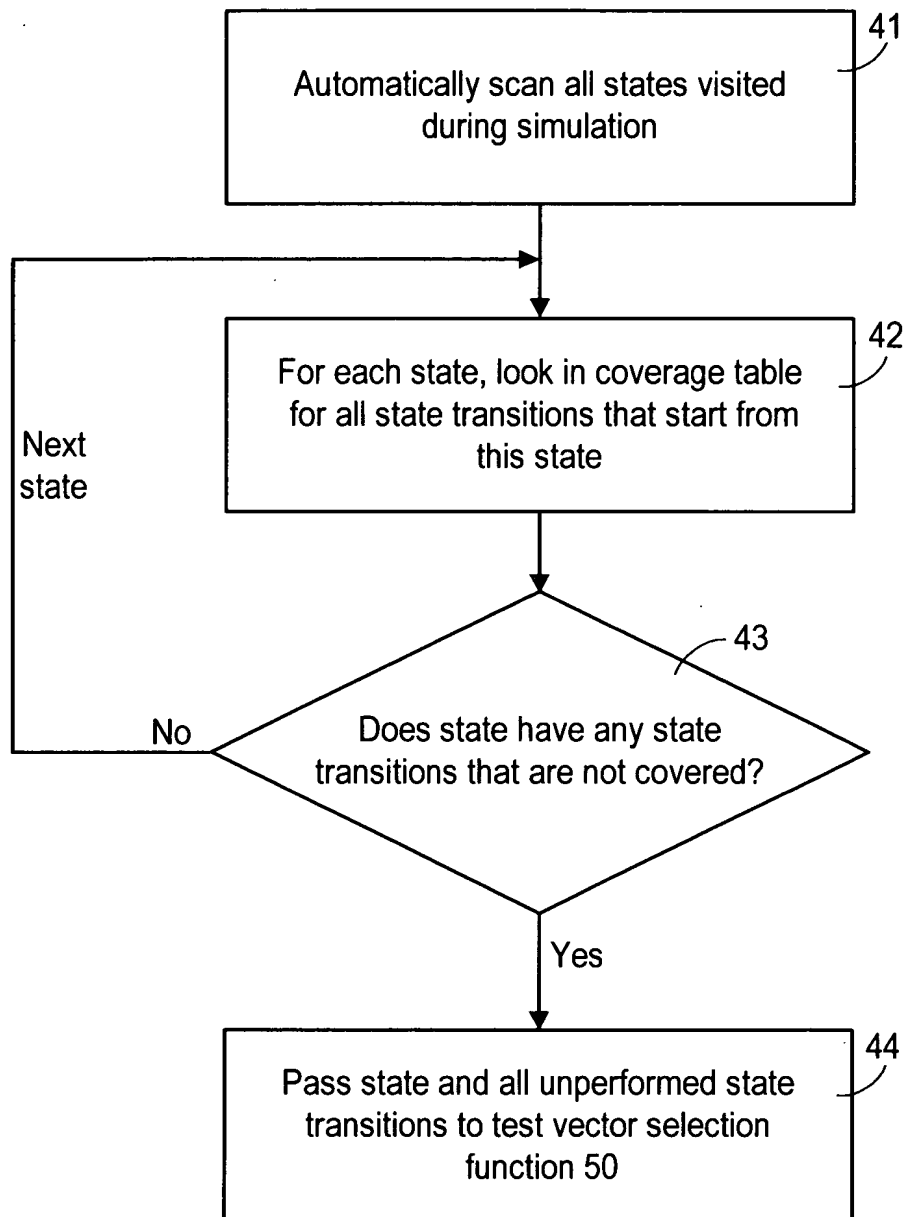 41
Automatically scan all states visited
during simulation
42
For each state, look in coverage table
for all state transitions that start from
this state
Next
state
43
Does state have any state
transitions that are not covered?
No
Yes
44
Pass state and all unperformed state
transitions to test vector selection
function 50